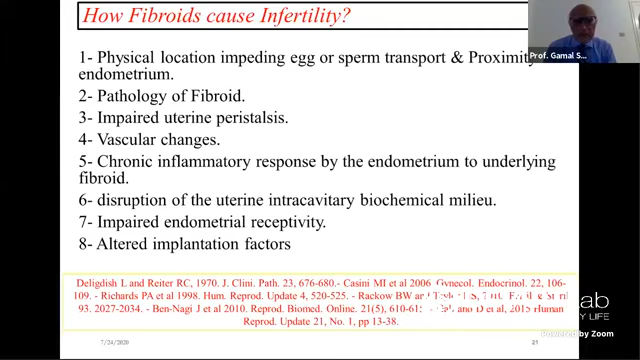 How Fibroids cause Infertility?
Prof. Gamal S...
1- Physical location impeding egg or sperm transport & Proximity
endometrium.
2- Pathology of Fibroid.
3- Impaired uterine peristalsis.
4- Vascular changes.
5- Chronic inflammatory response by the endometrium to underlying
fibroid.
6- disruption of the uterine intracavitary biochemical milieu.
7- Impaired endometrial receptivity.
8- Altered implantation factors
Deligdish L and Reiter RC, 1970. J. Clini. Path. 23, 676-680.- Casini MI et al 2006. Gynecol. Endocrinol. 22, 106-
109. - Richards PA et al 1998. Hum. Reprod. Update 4, 520-525. - Rackow BW and
93. 2027-2034. - Ben-Nagi J et al 2010. Reprod. Biomed. Online. 21(5), 610-61 et al, 2015 Human
Reprod. Update 21, No. 1, pp 13-38.
ab
Y LIFE
Powered by Zoom
7/24/2020
21